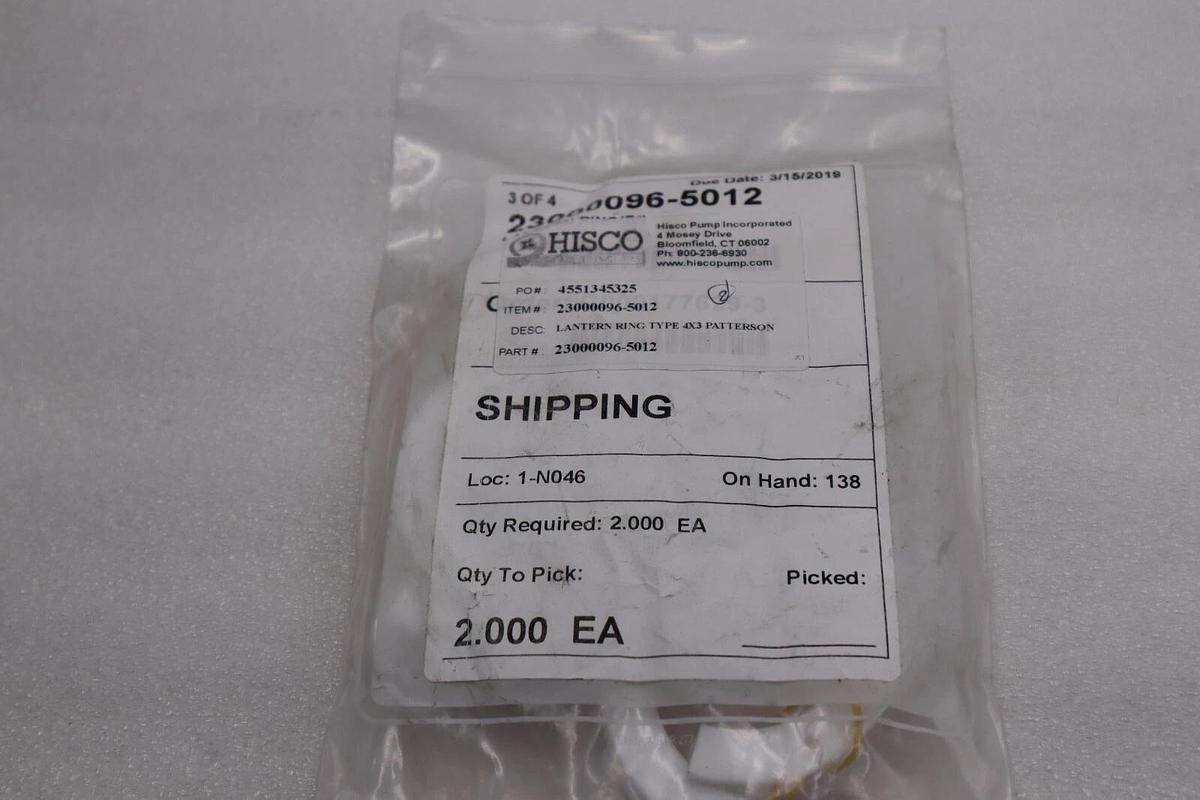 Due Date: 3/15/2019
3 OF 4
23000096-5012
HISCO
Hisco Pump Incorporated
4 Mosey Drive
Bloomfield, CT 06002
Ph: 800-236-6930
www.hiscopump.com
PO#: 4551345325
2
ITEM#: 23000096-5012
DESC: LANTERN RING TYPE 4X3 PATTERSON
PART #: 23000096-5012
X1
SHIPPING
Loc: 1-N046 On Hand: 138
Qty Required: 2.000 EA
Qty To Pick: Picked:
2.000 EA